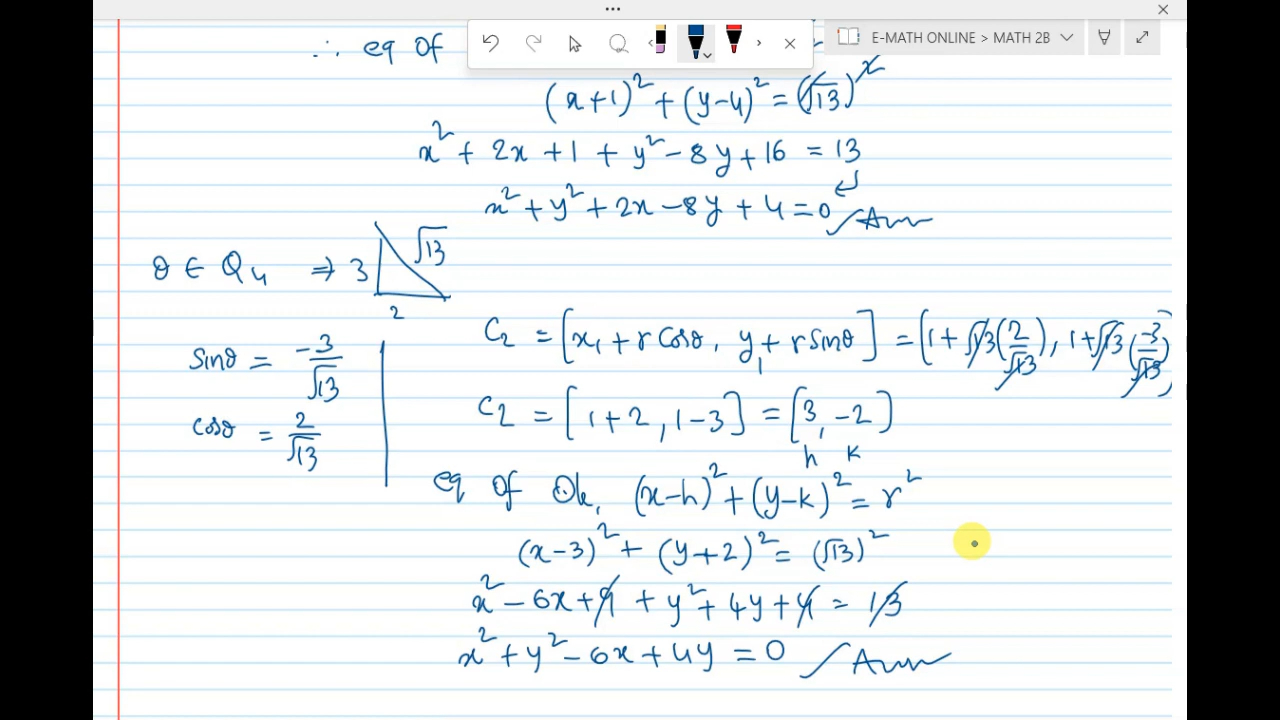 ∴ eq of
E-MATH ONLINE > MATH 2B
(x+1)² + (y-4)² = (√13)²
x² + 2x + 1 + y² - 8y + 16 = 13
x² + y² + 2x - 8y + 4 = 0 Ans
θ ∈ Q₄ ⇒ 3 √13
2
C₂ = [x₁ + r cosθ, y₁ + r sinθ] = [1 + √13(2/√13), 1 + √13(-3/√13)]
sinθ = -3/√13
C₂ = [1+2, 1-3] = [3, -2]
cosθ = 2/√13
h k
eq of ⊙le, (x-h)² + (y-k)² = r²
(x-3)² + (y+2)² = (√13)²
x² - 6x + 9 + y² + 4y + 4 = 13
x² + y² - 6x + 4y = 0 Ans